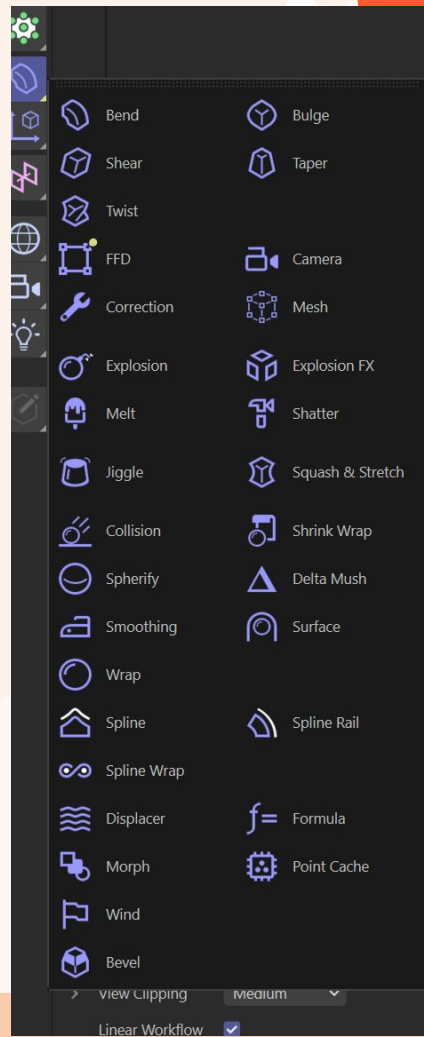 Bend Bulge
Shear Taper
Twist
FFD Camera
Correction Mesh
Explosion Explosion FX
Melt Shatter
Jiggle Squash & Stretch
Collision Shrink Wrap
Spherify Delta Mush
Smoothing Surface
Wrap
Spline Spline Rail
Spline Wrap
Displacer Formula
Morph Point Cache
Wind
Bevel
View Clipping Medium
Linear Workflow